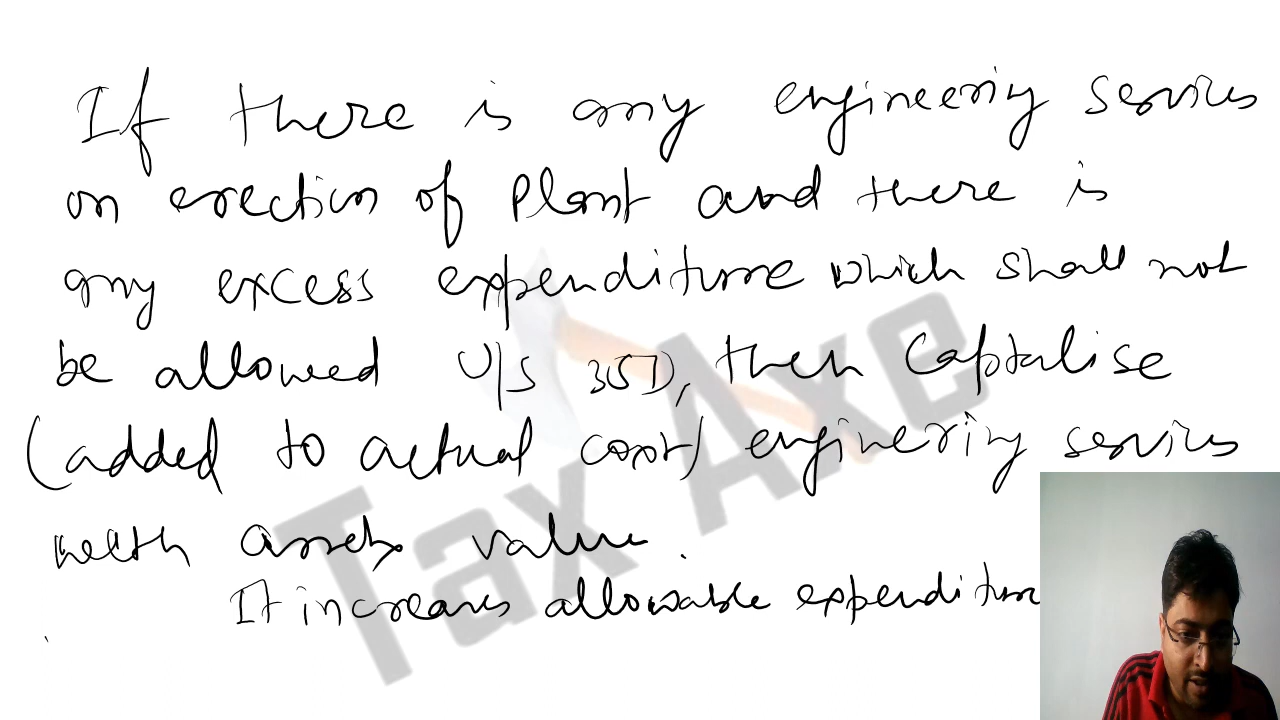 If there is any engineering services
on erection of Plant and there is
any excess expenditure which shall not
be allowed U/S 35D, then Capitalise
(added to actual cost) engineering services
with assets value.
It increases allowable expenditure
Tax Axe